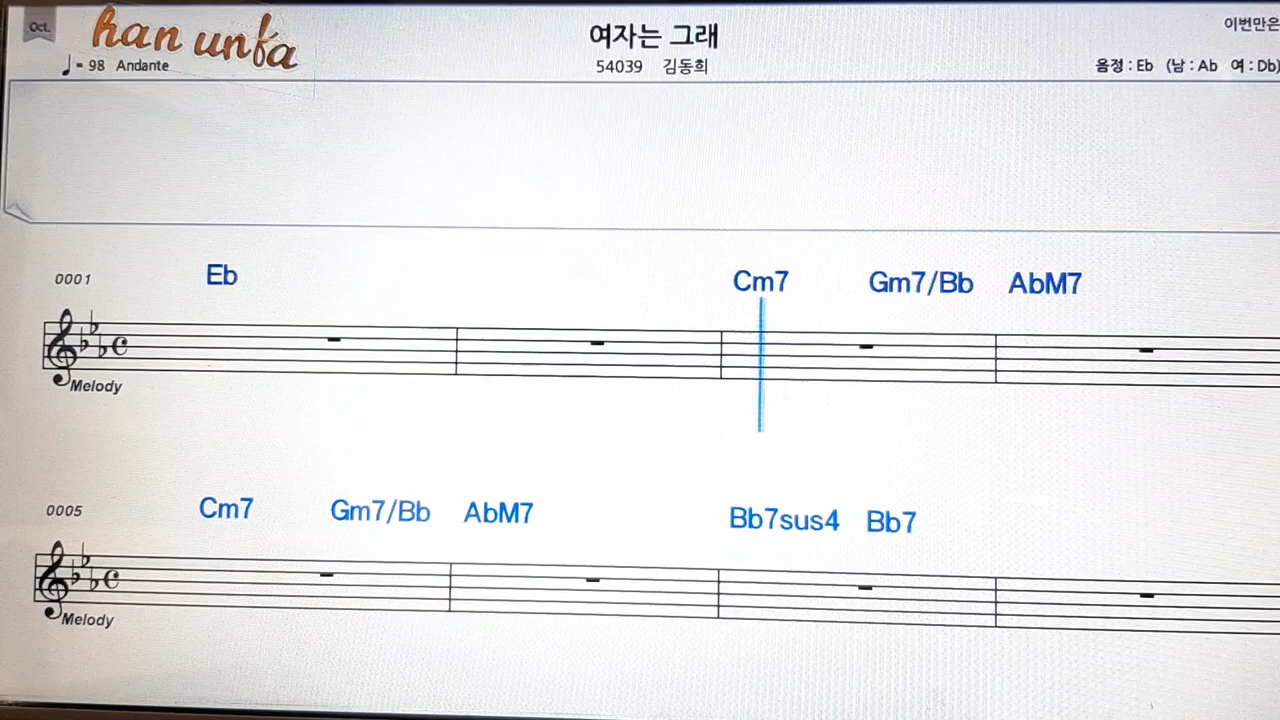 Oct.
han unfa
여자는 그래
이번만은
= 98 Andante
54039 김동희
음정 : Eb (남 : Ab 여 : Db)
0001 Eb Cm7 Gm7/Bb AbM7
Melody
0005 Cm7 Gm7/Bb AbM7 Bb7sus4 Bb7
Melody